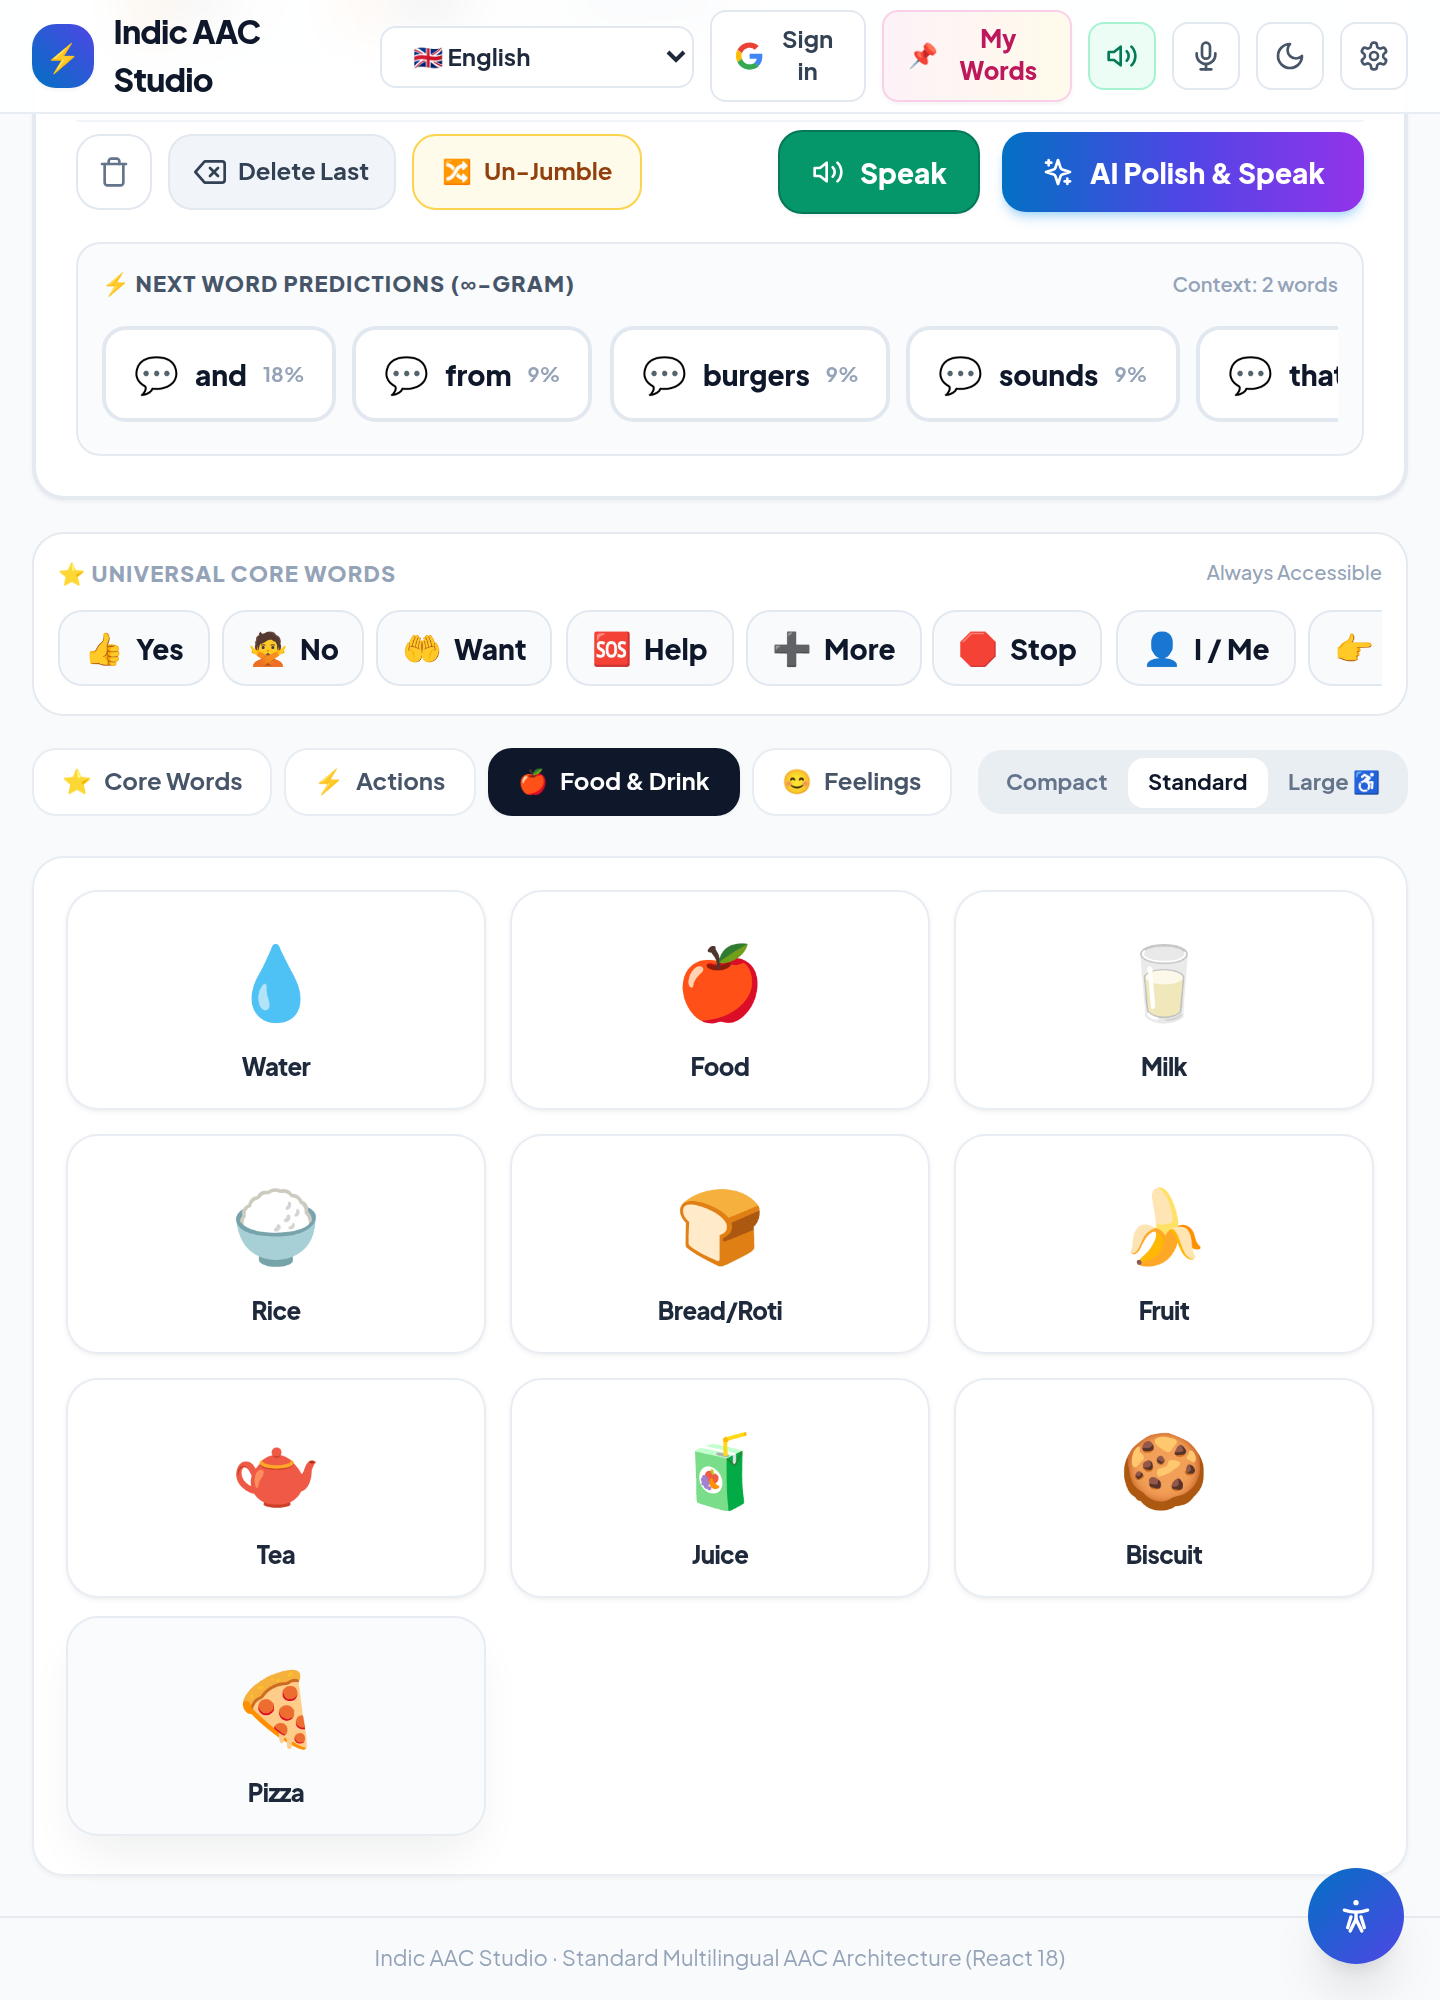 Indic AAC
Studio
🇬🇧 English
Sign
in
My
Words
Delete Last
Un-Jumble
Speak
AI Polish & Speak
⚡ NEXT WORD PREDICTIONS (∞-GRAM)
Context: 2 words
and 18%
from 9%
burgers 9%
sounds 9%
that
⭐ UNIVERSAL CORE WORDS
Always Accessible
Yes
No
Want
SOS Help
More
Stop
I / Me
Core Words
Actions
Food & Drink
Feelings
Compact
Standard
Large ♿
Water
Food
Milk
Rice
Bread/Roti
Fruit
Tea
Juice
Biscuit
Pizza
Indic AAC Studio · Standard Multilingual AAC Architecture (React 18)